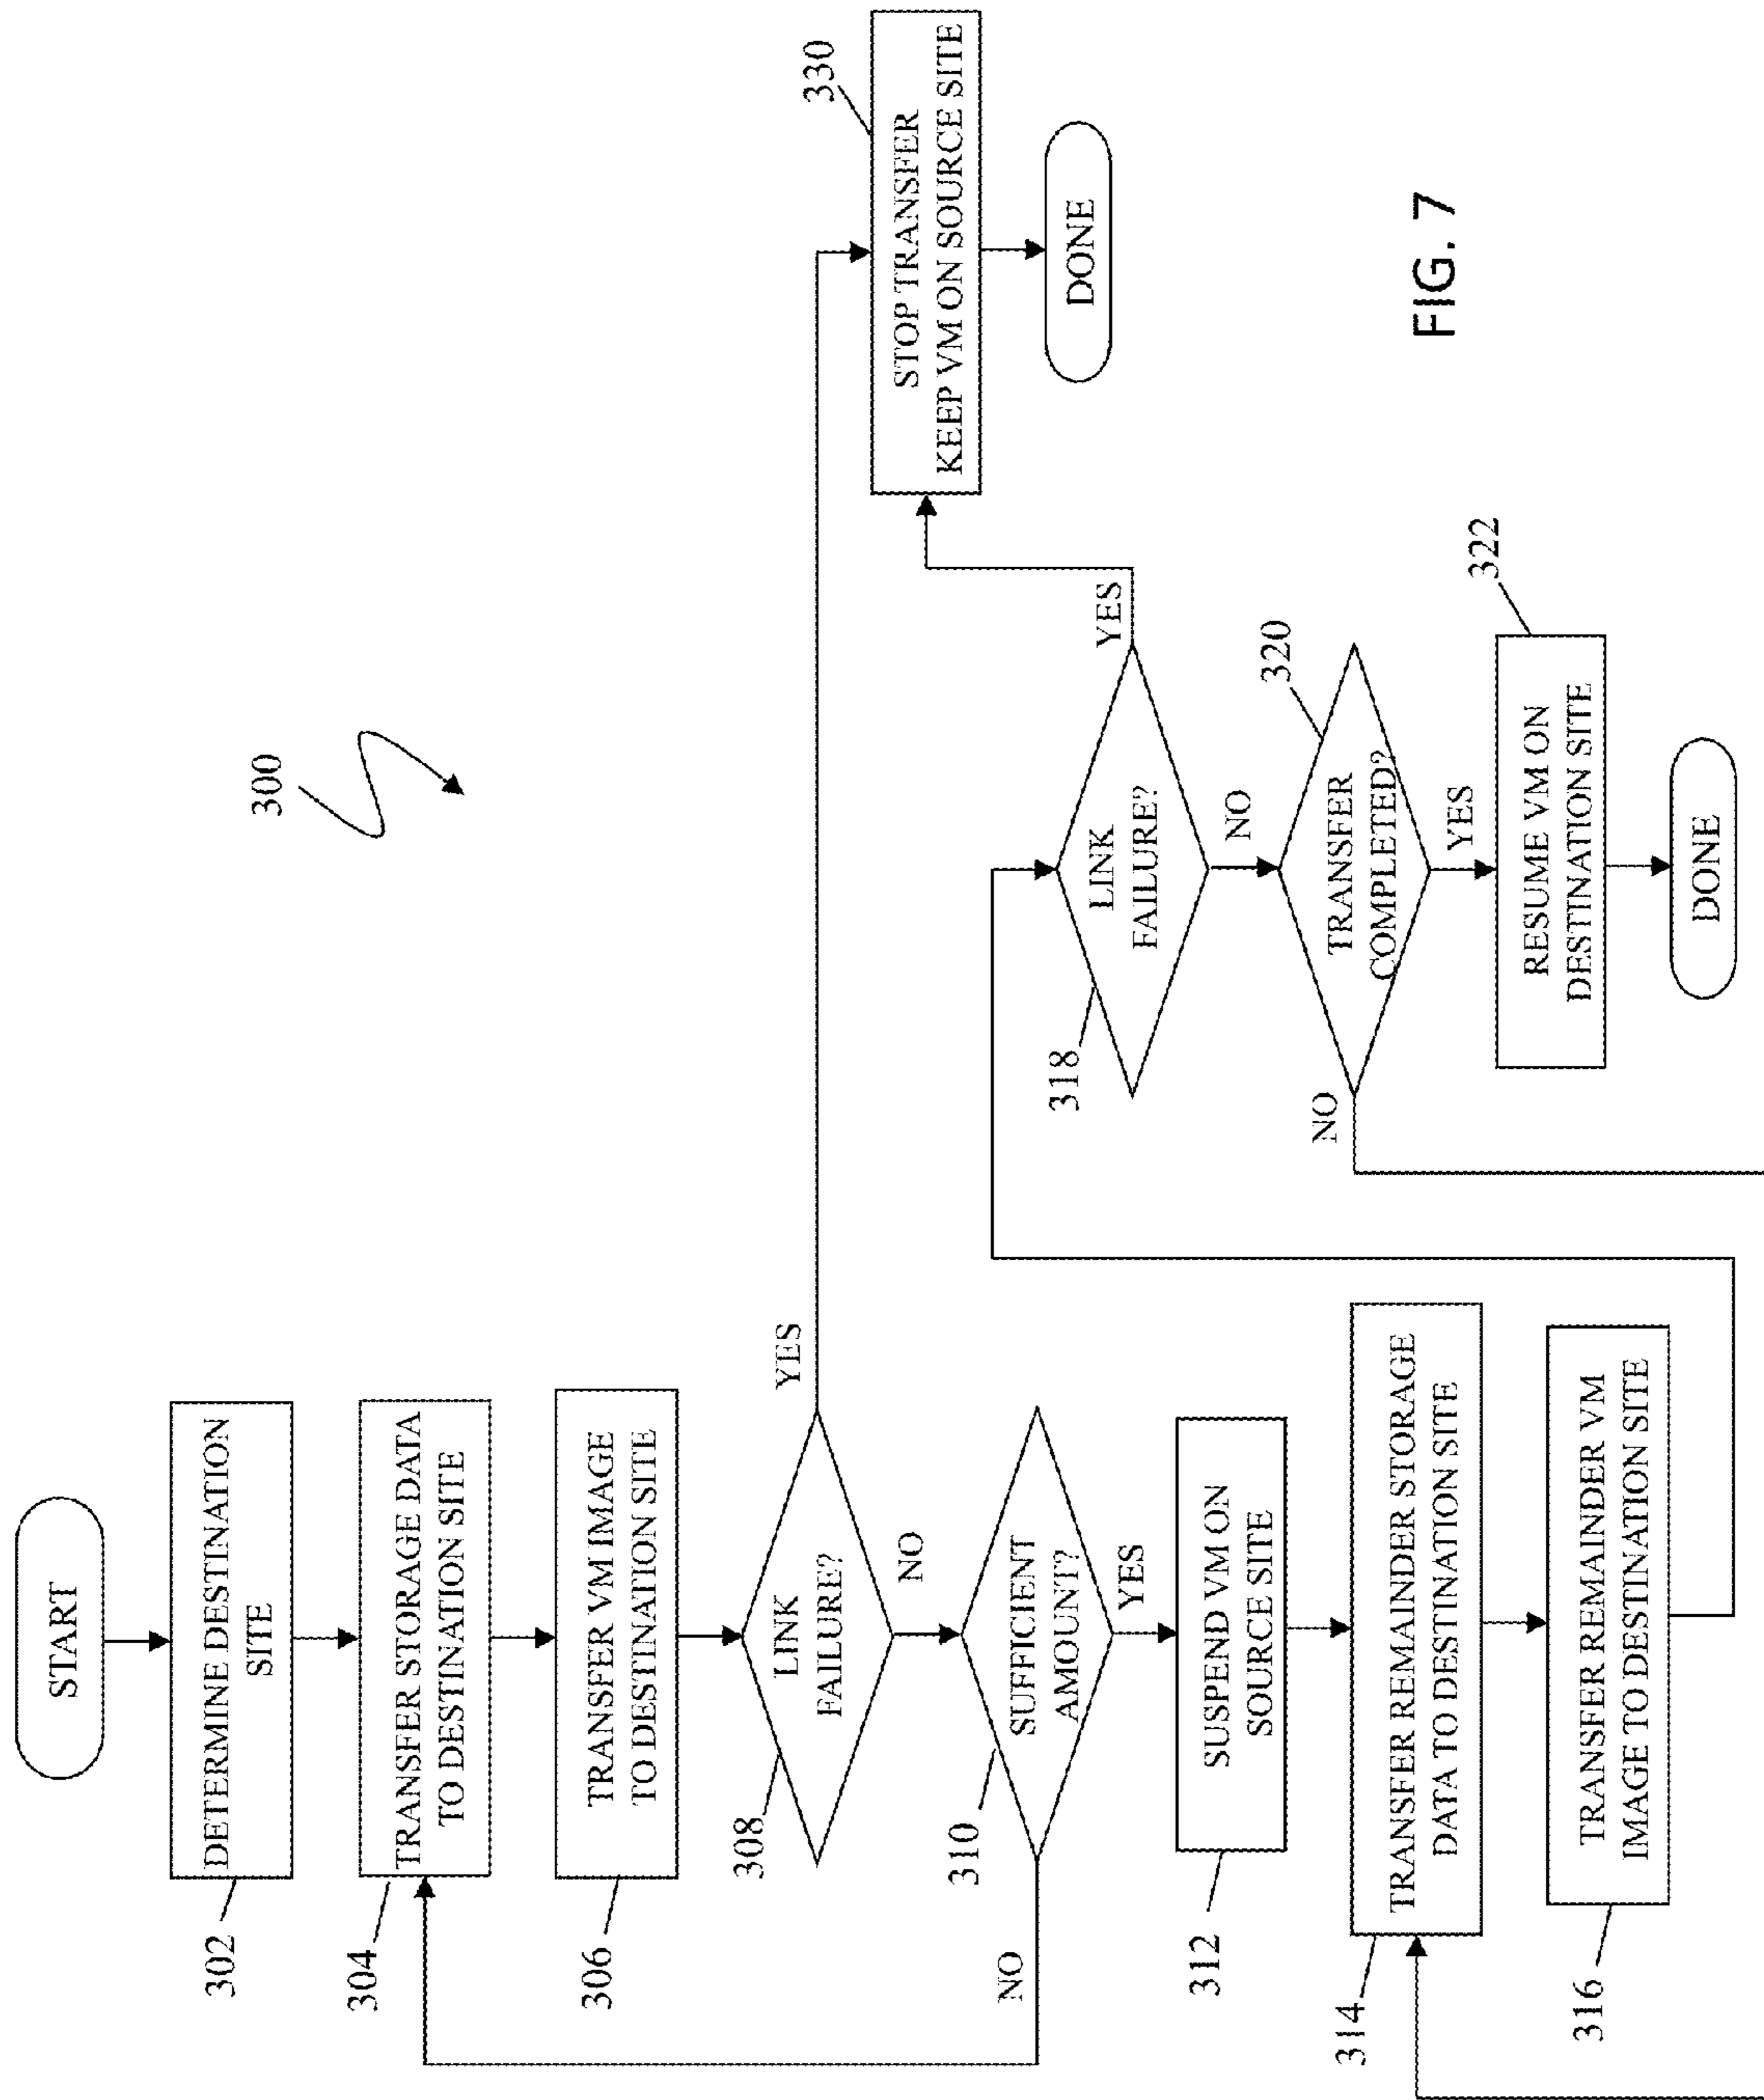 300
START
DETERMINE DESTINATION
SITE
302
TRANSFER STORAGE DATA
TO DESTINATION SITE
304
TRANSFER VM IMAGE
TO DESTINATION SITE
306
LINK
FAILURE?
308
YES
NO
SUFFICIENT
AMOUNT?
310
NO
YES
SUSPEND VM ON
SOURCE SITE
312
TRANSFER REMAINDER STORAGE
DATA TO DESTINATION SITE
314
TRANSFER REMAINDER VM
IMAGE TO DESTINATION SITE
316
LINK
FAILURE?
318
YES
NO
TRANSFER
COMPLETED?
320
NO
YES
RESUME VM ON
DESTINATION SITE
322
DONE
330
STOP TRANSFER
KEEP VM ON SOURCE SITE
DONE
FIG. 7